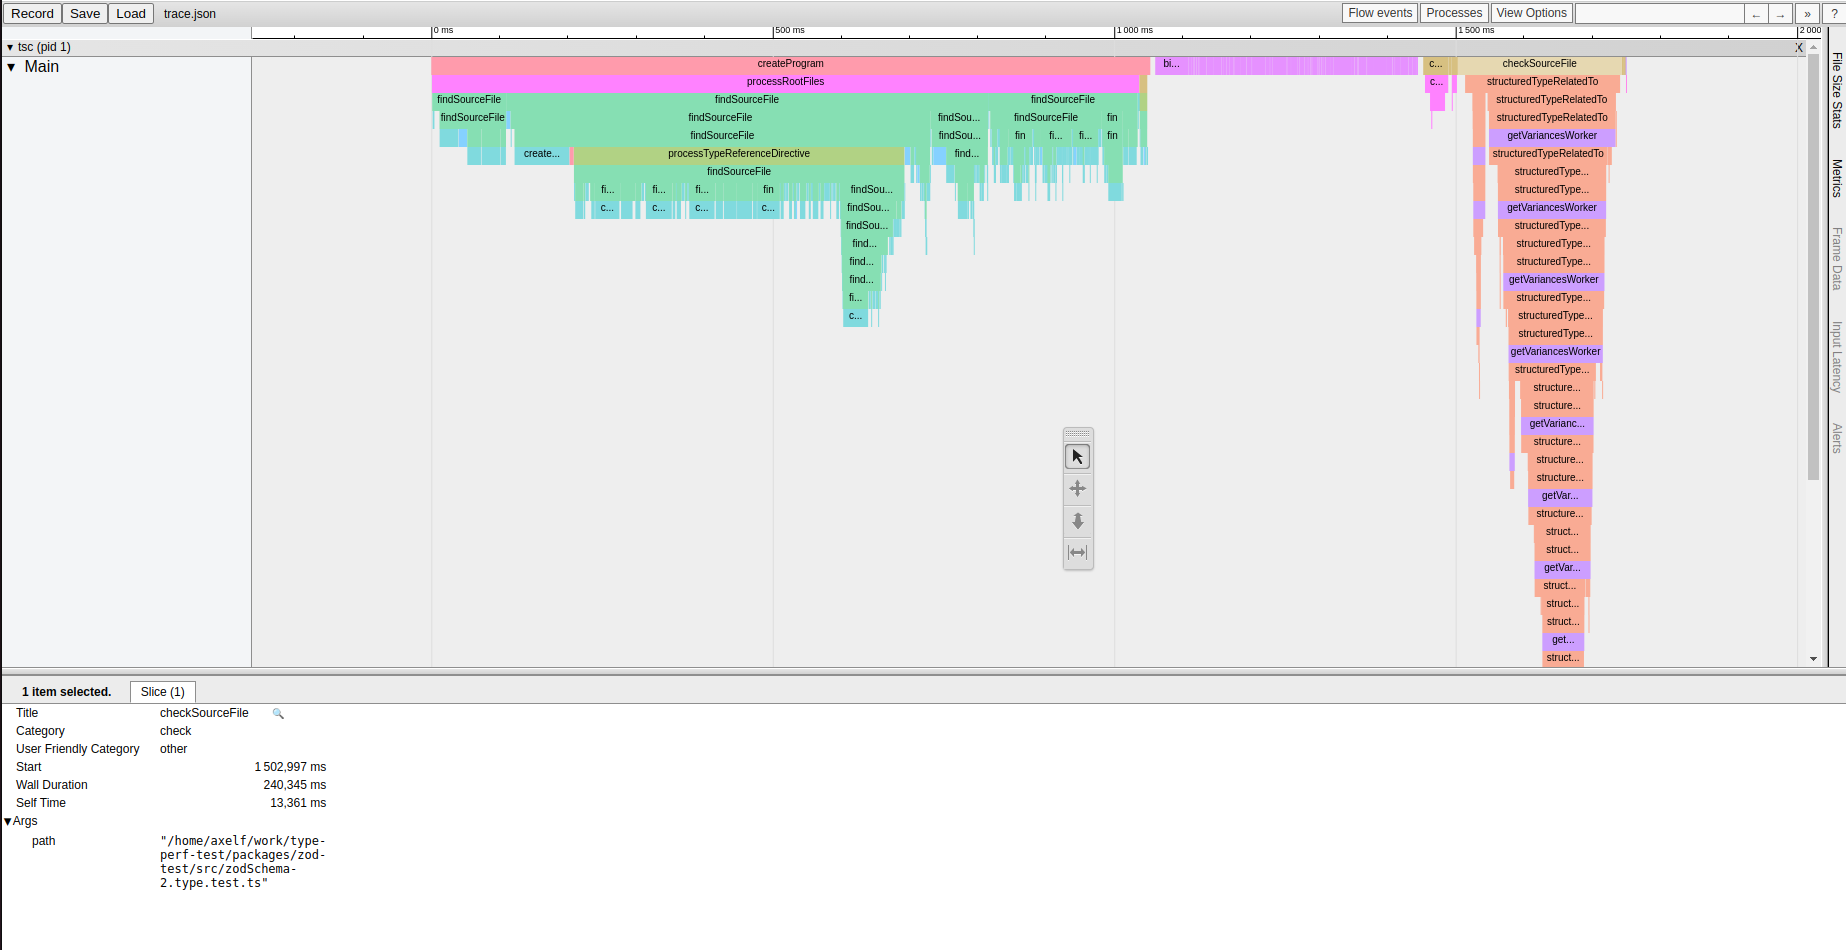 Record Save Load trace.json Flow events Processes View Options ← → » ?
0 ms 500 ms 1 000 ms 1 500 ms 2 000
▾ tsc (pid 1) X
▾ Main
createProgram bi... c... checkSourceFile
processRootFiles c... structuredTypeRelatedTo
findSourceFile findSourceFile findSourceFile structuredTypeRelatedTo
findSourceFile findSourceFile findSou... findSourceFile fin structuredTypeRelatedTo
findSourceFile findSou... fin fi... fi... fin getVariancesWorker
create... processTypeReferenceDirective find... structuredTypeRelatedTo
findSourceFile structuredType...
fi... fi... fi... fin findSou... structuredType...
c... c... c... c... findSou... getVariancesWorker
findSou... structuredType...
find... structuredType...
find... structuredType...
find... getVariancesWorker
fi... structuredType...
c... structuredType...
structuredType...
getVariancesWorker
structuredType...
structure...
structure...
getVarianc...
structure...
structure...
structure...
getVar...
structure...
struct...
struct...
getVar...
struct...
struct...
struct...
get...
struct...
File Size Stats
Metrics
Frame Data
Input Latency
Alerts
1 item selected. Slice (1)
Title checkSourceFile
Category check
User Friendly Category other
Start 1 502,997 ms
Wall Duration 240,345 ms
Self Time 13,361 ms
▼Args
path "/home/axelf/work/type-
perf-test/packages/zod-
test/src/zodSchema-
2.type.test.ts"